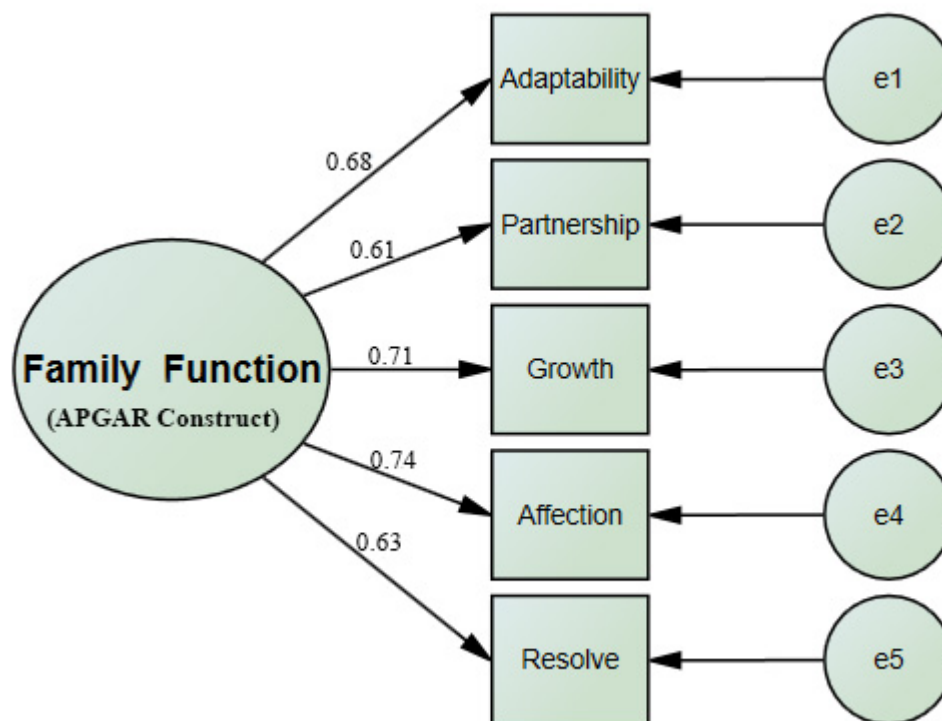 Adaptability
e1
0.68
Partnership
e2
0.61
Family Function
(APGAR Construct)
0.71
Growth
e3
0.74
Affection
e4
0.63
Resolve
e5